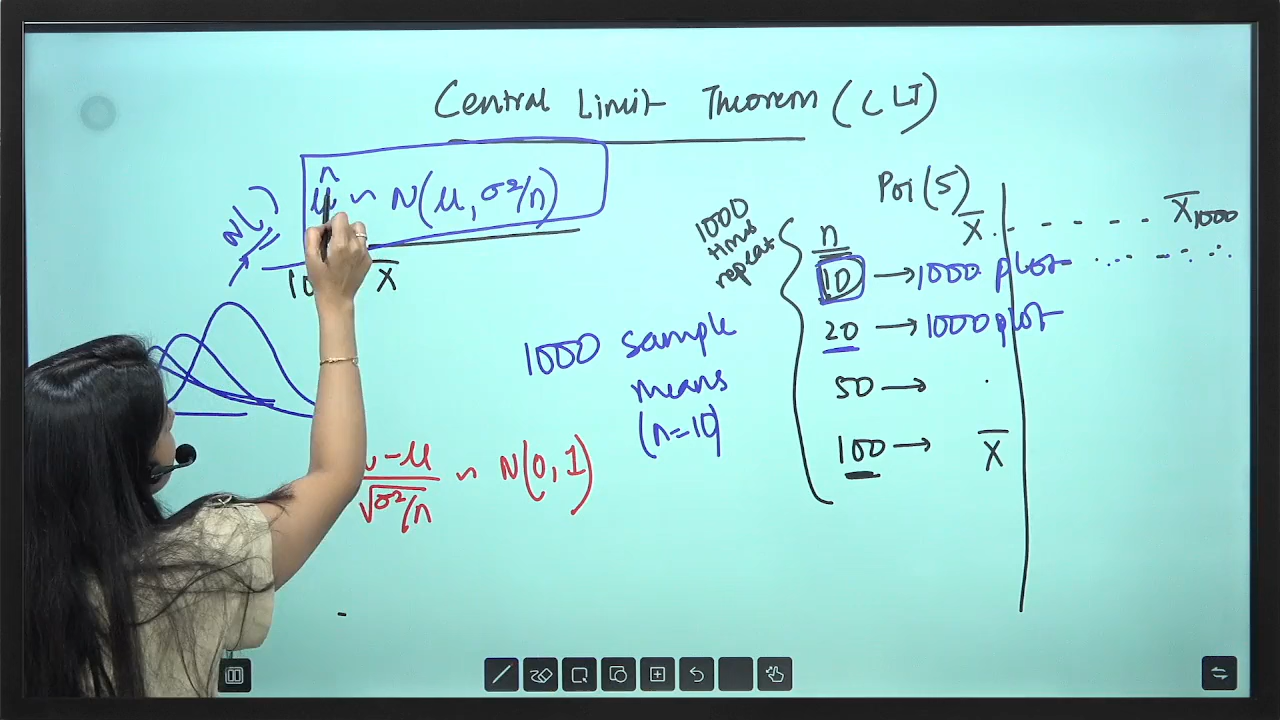 Central Limit Theorem (CLT)
μ̂ ~ N(μ, σ²/n)
N( , )
10
X̄
1000 sample
means
(n=10)
-μ
√σ²/n
~ N(0, 1)
Poi (5)
1000
times
repeat
n
X̄ - - - - - X̄1000
10 → 1000 plot
20 → 1000 plot
50 →
100 → X̄